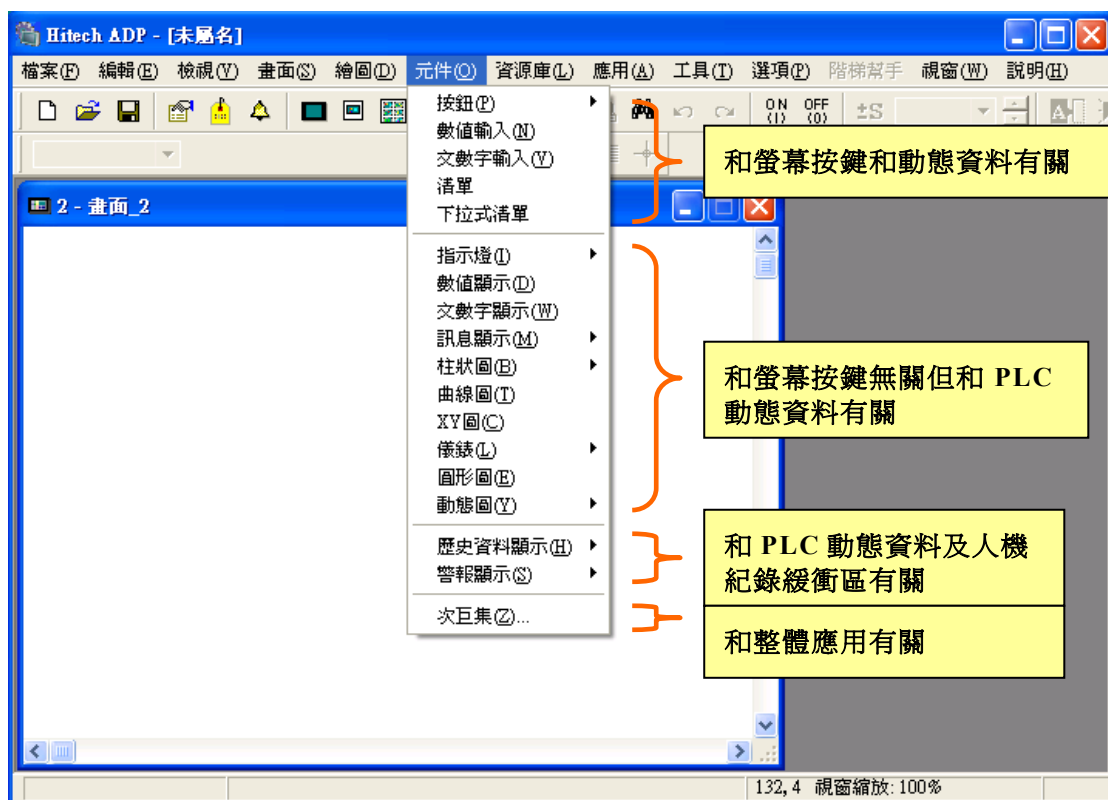 Hitech ADP - [未屬名]
檔案(F) 編輯(E) 檢視(V) 畫面(S) 繪圖(D) 元件(O) 資源庫(L) 應用(A) 工具(T) 選項(P) 階梯幫手 視窗(W) 說明(H)
ON (1) OFF (0) ±S A
2 - 畫面_2
按鈕(P)
數值輸入(N)
文數字輸入(V)
清單
下拉式清單
指示燈(I)
數值顯示(D)
文數字顯示(W)
訊息顯示(M)
柱狀圖(B)
曲線圖(T)
XY圖(C)
儀錶(L)
圓形圖(E)
動態圖(Y)
歷史資料顯示(H)
警報顯示(S)
次巨集(Z)...
和螢幕按鍵和動態資料有關
和螢幕按鍵無關但和 PLC
動態資料有關
和 PLC 動態資料及人機
紀錄緩衝區有關
和整體應用有關
132, 4 視窗縮放: 100%